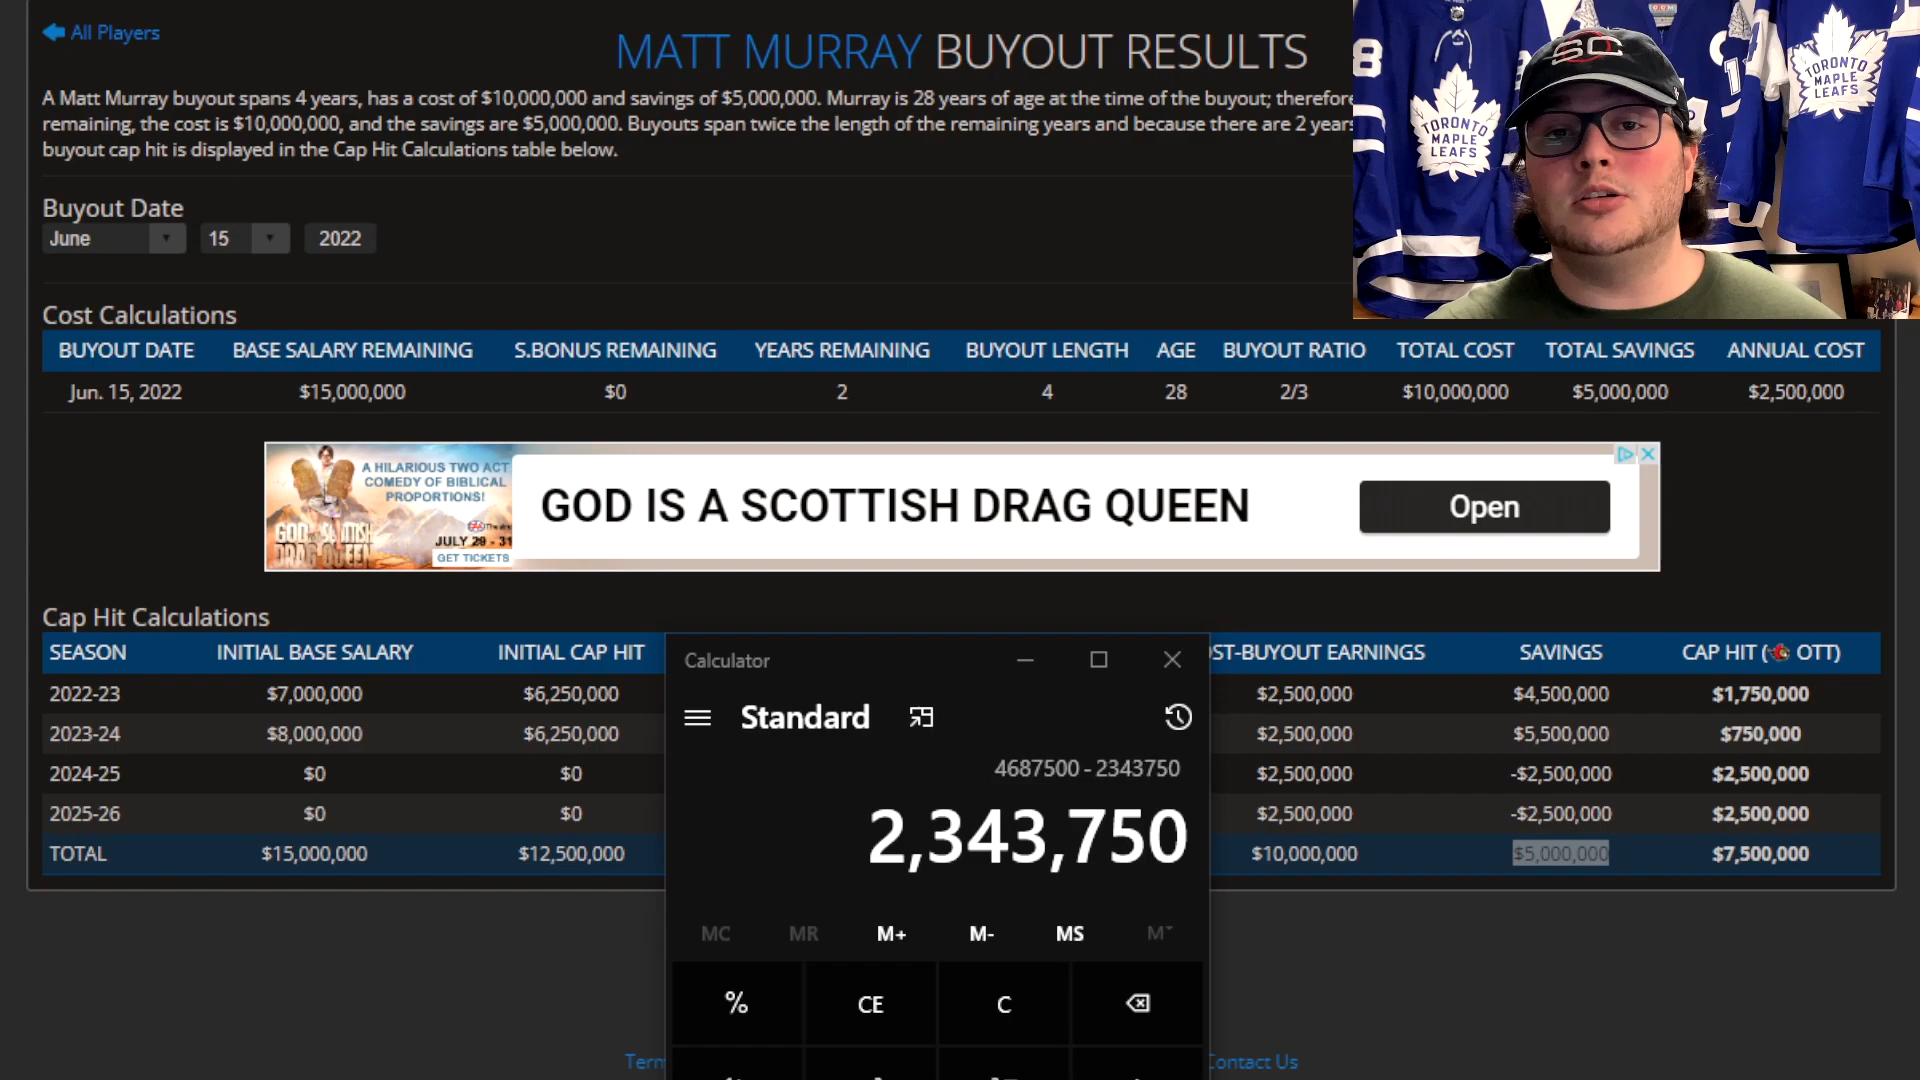 All Players
MATT MURRAY BUYOUT RESULTS
A Matt Murray buyout spans 4 years, has a cost of $10,000,000 and savings of $5,000,000. Murray is 28 years of age at the time of the buyout; therefore
remaining, the cost is $10,000,000, and the savings are $5,000,000. Buyouts span twice the length of the remaining years and because there are 2 years
buyout cap hit is displayed in the Cap Hit Calculations table below.
8
TORONTO
MAPLE
LEAFS
SC
C
1
TORONTO
MAPLE
LEAFS
Buyout Date
June 15 2022
Cost Calculations
BUYOUT DATE BASE SALARY REMAINING S.BONUS REMAINING YEARS REMAINING BUYOUT LENGTH AGE BUYOUT RATIO TOTAL COST TOTAL SAVINGS ANNUAL COST
Jun. 15, 2022 $15,000,000 $0 2 4 28 2/3 $10,000,000 $5,000,000 $2,500,000
A HILARIOUS TWO ACT
COMEDY OF BIBLICAL
PROPORTIONS!
GOD IS A SCOTTISH
DRAG QUEEN
JULY 29 - 31
GET TICKETS
GOD IS A SCOTTISH DRAG QUEEN
Open
Cap Hit Calculations
SEASON INITIAL BASE SALARY INITIAL CAP HIT ST-BUYOUT EARNINGS SAVINGS CAP HIT ( OTT)
2022-23 $7,000,000 $6,250,000 $2,500,000 $4,500,000 $1,750,000
2023-24 $8,000,000 $6,250,000 $2,500,000 $5,500,000 $750,000
2024-25 $0 $0 $2,500,000 -$2,500,000 $2,500,000
2025-26 $0 $0 $2,500,000 -$2,500,000 $2,500,000
TOTAL $15,000,000 $12,500,000 $10,000,000 $5,000,000 $7,500,000
Calculator
Standard
4687500 - 2343750
2,343,750
MC MR M+ M- MS M˅
% CE C
Term
Contact Us